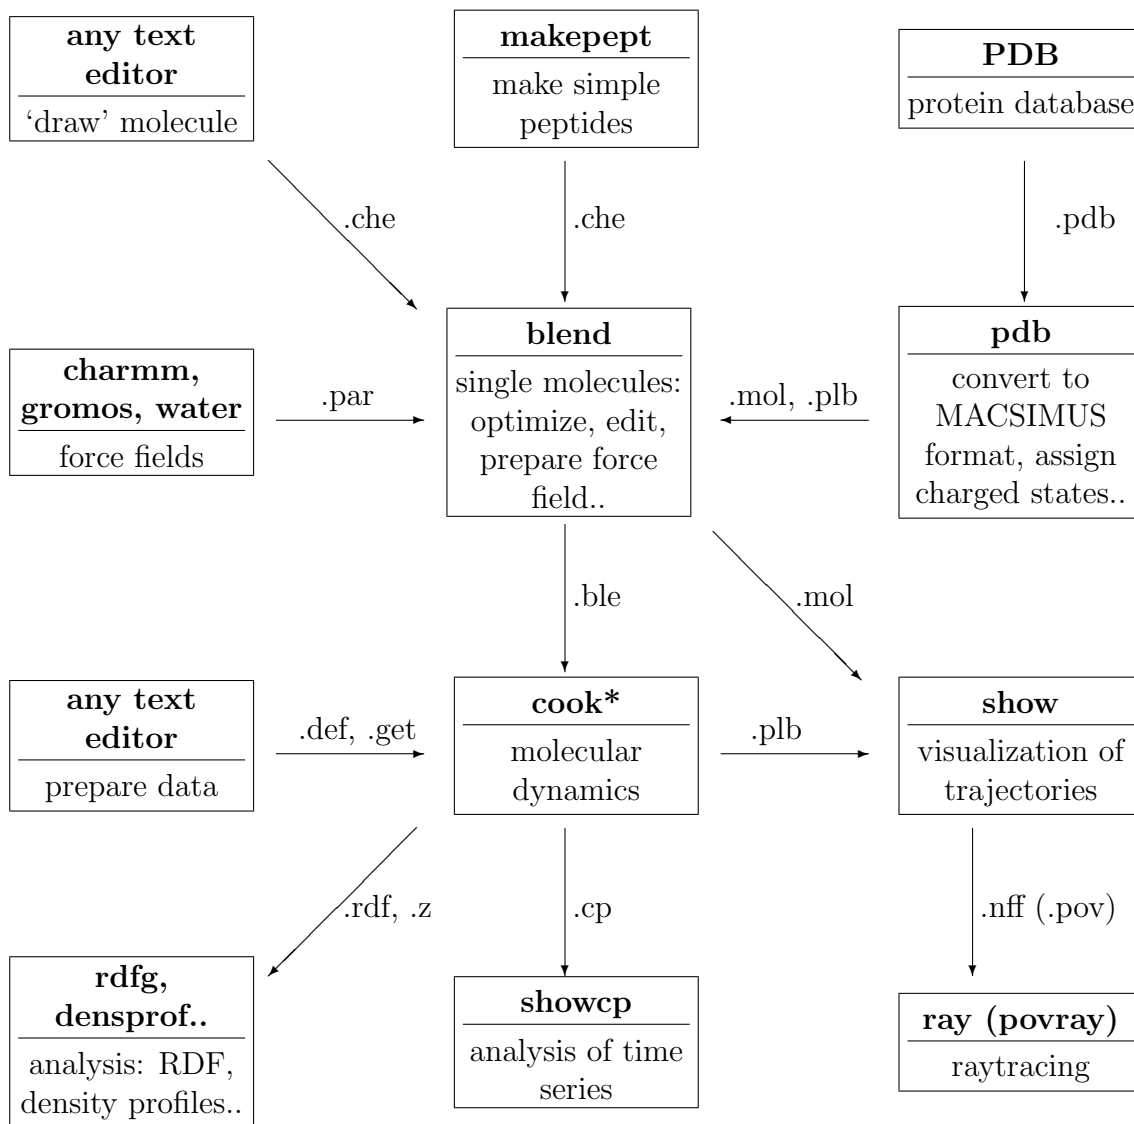 any text
editor
‘draw’ molecule
makepept
make simple
peptides
PDB
protein database
.che
.che
.pdb
charmm,
gromos, water
force fields
.par
blend
single molecules:
optimize, edit,
prepare force
field..
.mol, .plb
pdb
convert to
MACSIMUS
format, assign
charged states..
.ble
.mol
any text
editor
prepare data
.def, .get
cook*
molecular
dynamics
.plb
show
visualization of
trajectories
.rdf, .z
.cp
.nff (.pov)
rdfg,
densprof..
analysis: RDF,
density profiles..
showcp
analysis of time
series
ray (povray)
raytracing